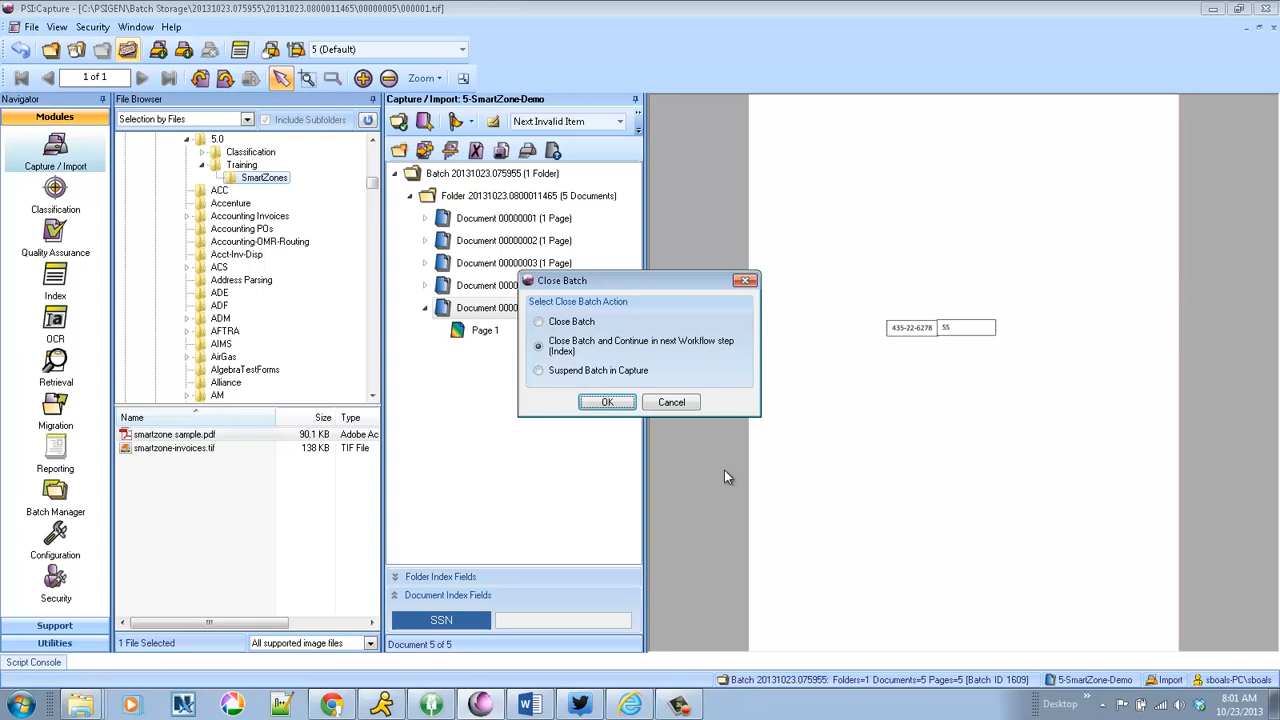 PSI:Capture - [C:\PSIGEN\Batch Storage\20131023.075955\20131023.0000011465\00000005\000001.tif]
File View Security Window Help
5 (Default)
1 of 1 Zoom
Navigator
Modules
Capture / Import
Classification
Quality Assurance
Index
OCR
Retrieval
Migration
Reporting
Batch Manager
Configuration
Security
Support
Utilities
File Browser
Selection by Files Include Subfolders
5.0
Classification
Training
SmartZones
ACC
Accenture
Accounting Invoices
Accounting POs
Accounting-OMR-Routing
Acct-Inv-Disp
ACS
Address Parsing
ADE
ADF
ADM
AFTRA
AIMS
AirGas
AlgebraTestForms
Alliance
AM
Name Size Type
smartzone sample.pdf 90.1 KB Adobe Ac
smartzone-invoices.tif 138 KB TIF File
1 File Selected All supported image files
Capture / Import: 5-SmartZone-Demo
Next Invalid Item
Batch 20131023.075955 (1 Folder)
Folder 20131023.0800011465 (5 Documents)
Document 00000001 (1 Page)
Document 00000002 (1 Page)
Document 00000003 (1 Page)
Document 0000
Document 0000
Page 1
Folder Index Fields
Document Index Fields
SSN
Document 5 of 5
Close Batch
Select Close Batch Action
Close Batch
Close Batch and Continue in next Workflow step
(Index)
Suspend Batch in Capture
OK Cancel
435-22-6278 SS
Script Console
Batch 20131023.075955: Folders=1 Documents=5 Pages=5 [Batch ID 1609] 5-SmartZone-Demo Import sboals-PC\sboals
Desktop
8:01 AM
10/23/2013